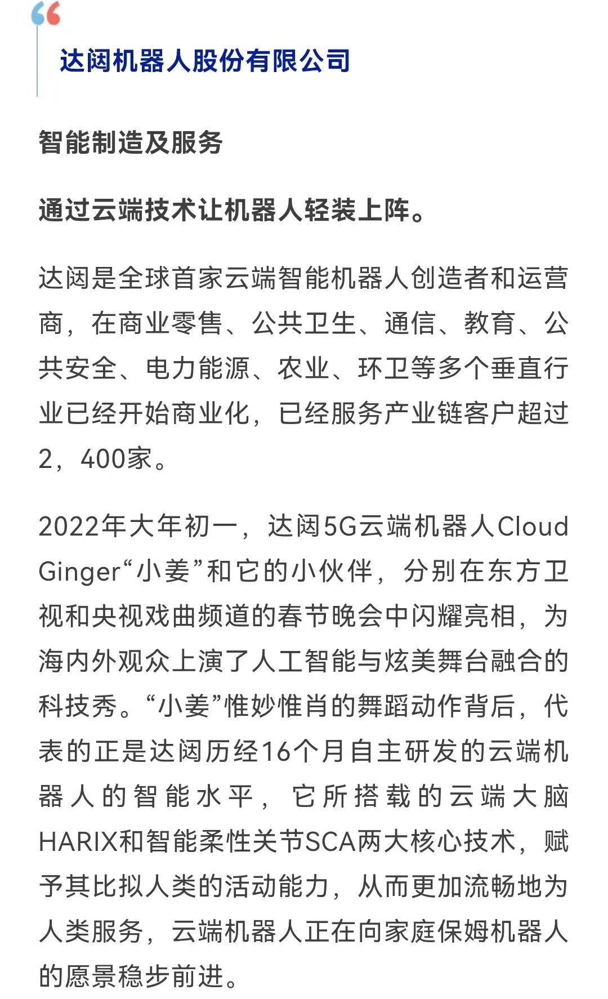 达闼机器人股份有限公司
智能制造及服务
通过云端技术让机器人轻装上阵。
达闼是全球首家云端智能机器人创造者和运营
商，在商业零售、公共卫生、通信、教育、公
共安全、电力能源、农业、环卫等多个垂直行
业已经开始商业化，已经服务产业链客户超过
2，400家。
2022年大年初一，达闼5G云端机器人Cloud
Ginger“小姜”和它的小伙伴，分别在东方卫
视和央视戏曲频道的春节晚会中闪耀亮相，为
海内外观众上演了人工智能与炫美舞台融合的
科技秀。“小姜”惟妙惟肖的舞蹈动作背后，代
表的正是达闼历经16个月自主研发的云端机
器人的智能水平，它所搭载的云端大脑
HARIX和智能柔性关节SCA两大核心技术，赋
予其比拟人类的活动能力，从而更加流畅地为
人类服务，云端机器人正在向家庭保姆机器人
的愿景稳步前进。